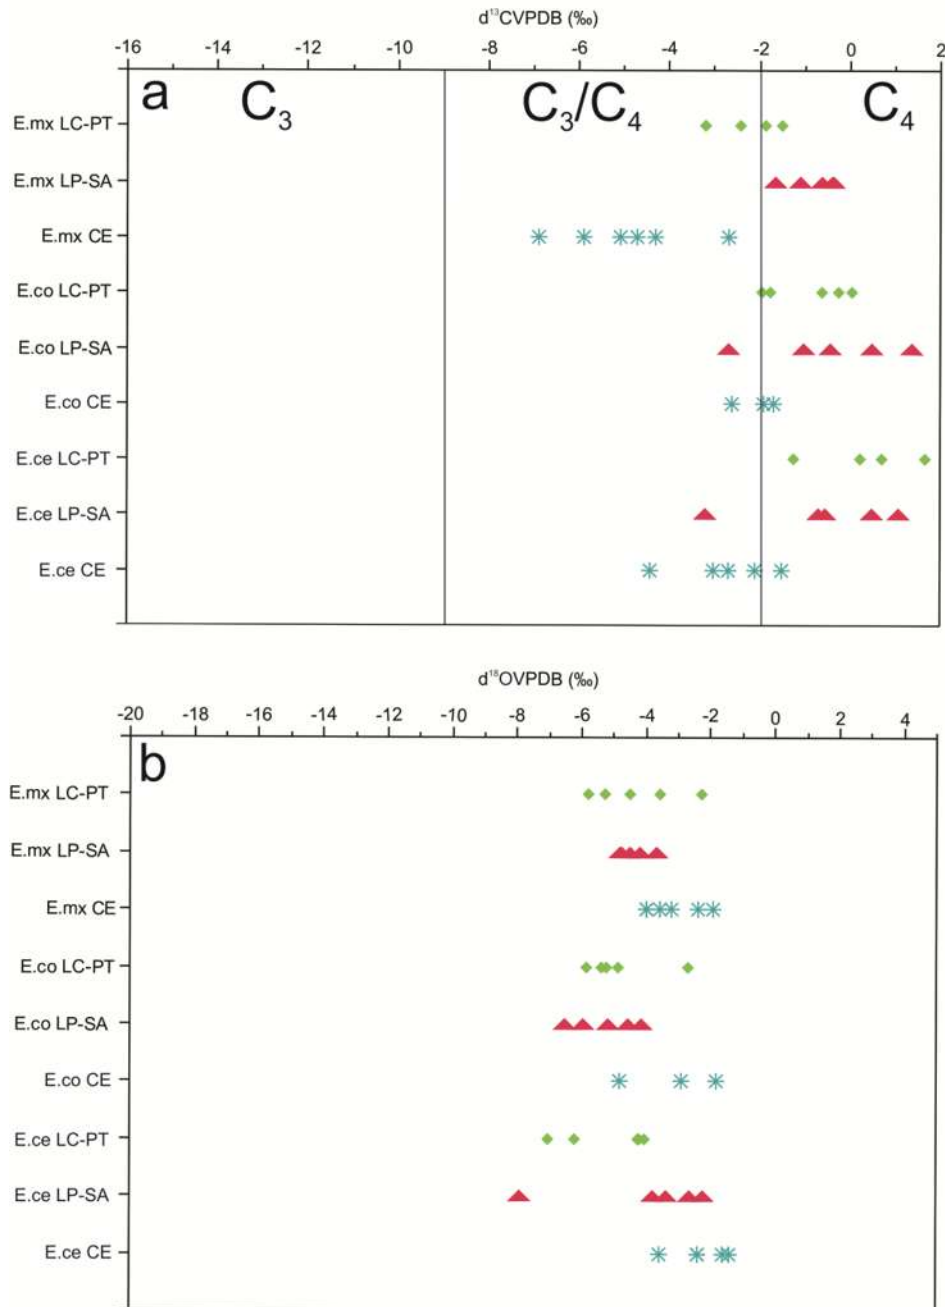 d¹³CVPDB (‰)
-16 -14 -12 -10 -8 -6 -4 -2 0 2
a C₃ C₃/C₄ C₄
E.mx LC-PT
E.mx LP-SA
E.mx CE
E.co LC-PT
E.co LP-SA
E.co CE
E.ce LC-PT
E.ce LP-SA
E.ce CE
d¹⁸OVPDB (‰)
-20 -18 -16 -14 -12 -10 -8 -6 -4 -2 0 2 4
b
E.mx LC-PT
E.mx LP-SA
E.mx CE
E.co LC-PT
E.co LP-SA
E.co CE
E.ce LC-PT
E.ce LP-SA
E.ce CE